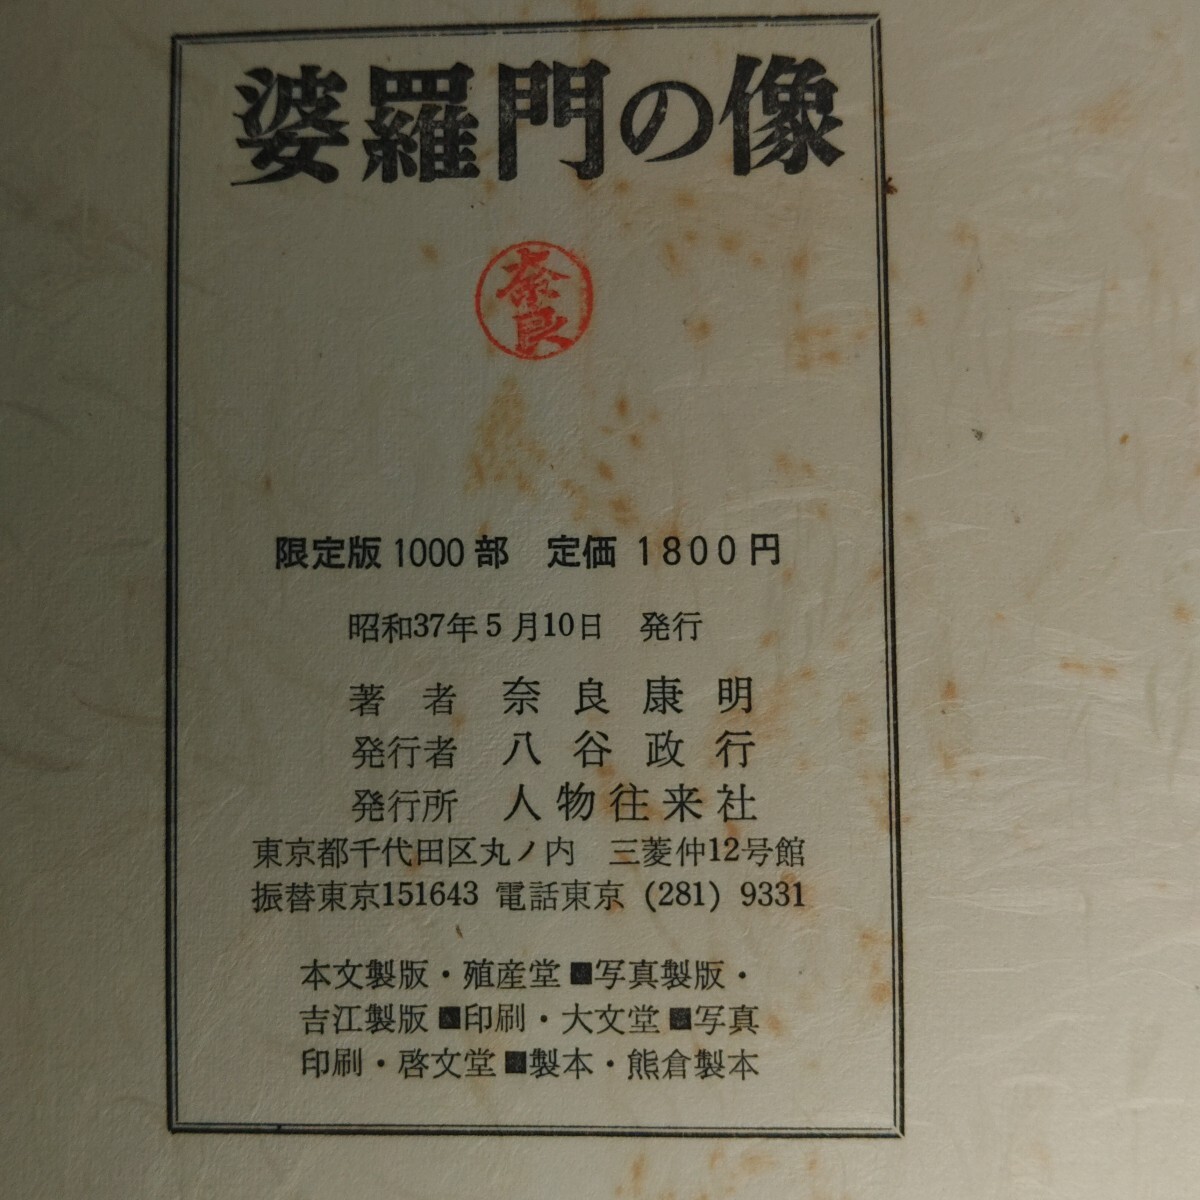 婆羅門の像
奈良
限定版1000部 定価 1800円
昭和37年5月10日 発行
著者 奈良康明
発行者 八谷政行
発行所 人物往来社
東京都千代田区丸ノ内 三菱仲12号館
振替東京151643 電話東京 (281) 9331
本文製版・殖産堂■写真製版・
吉江製版■印刷・大文堂■写真
印刷・啓文堂■製本・熊倉製本